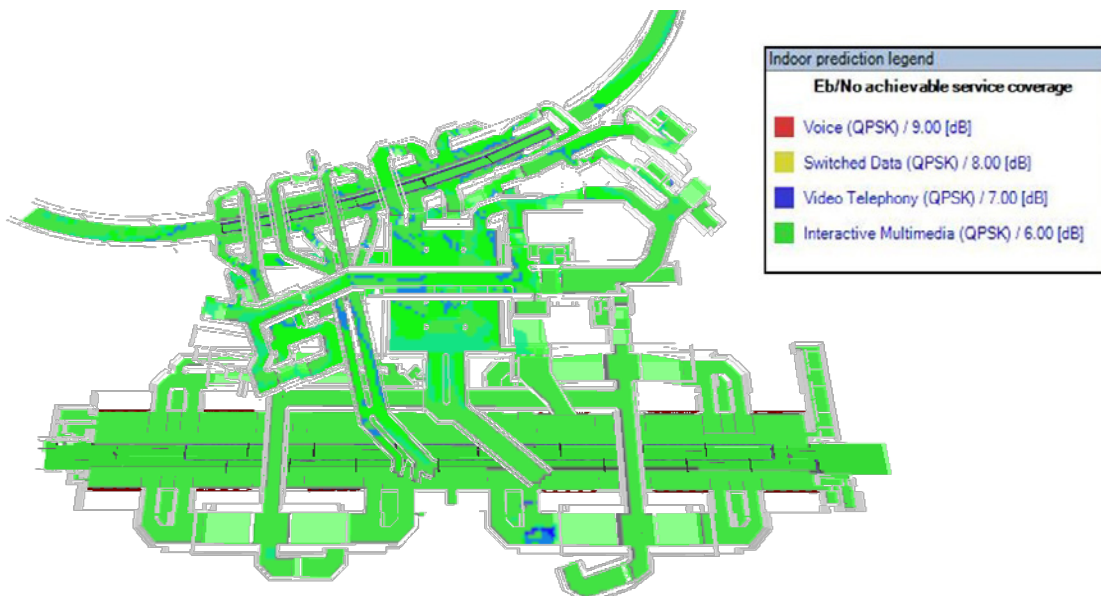 Indoor prediction legend
Eb/No achievable service coverage
Voice (QPSK) / 9.00 [dB]
Switched Data (QPSK) / 8.00 [dB]
Video Telephony (QPSK) / 7.00 [dB]
Interactive Multimedia (QPSK) / 6.00 [dB]